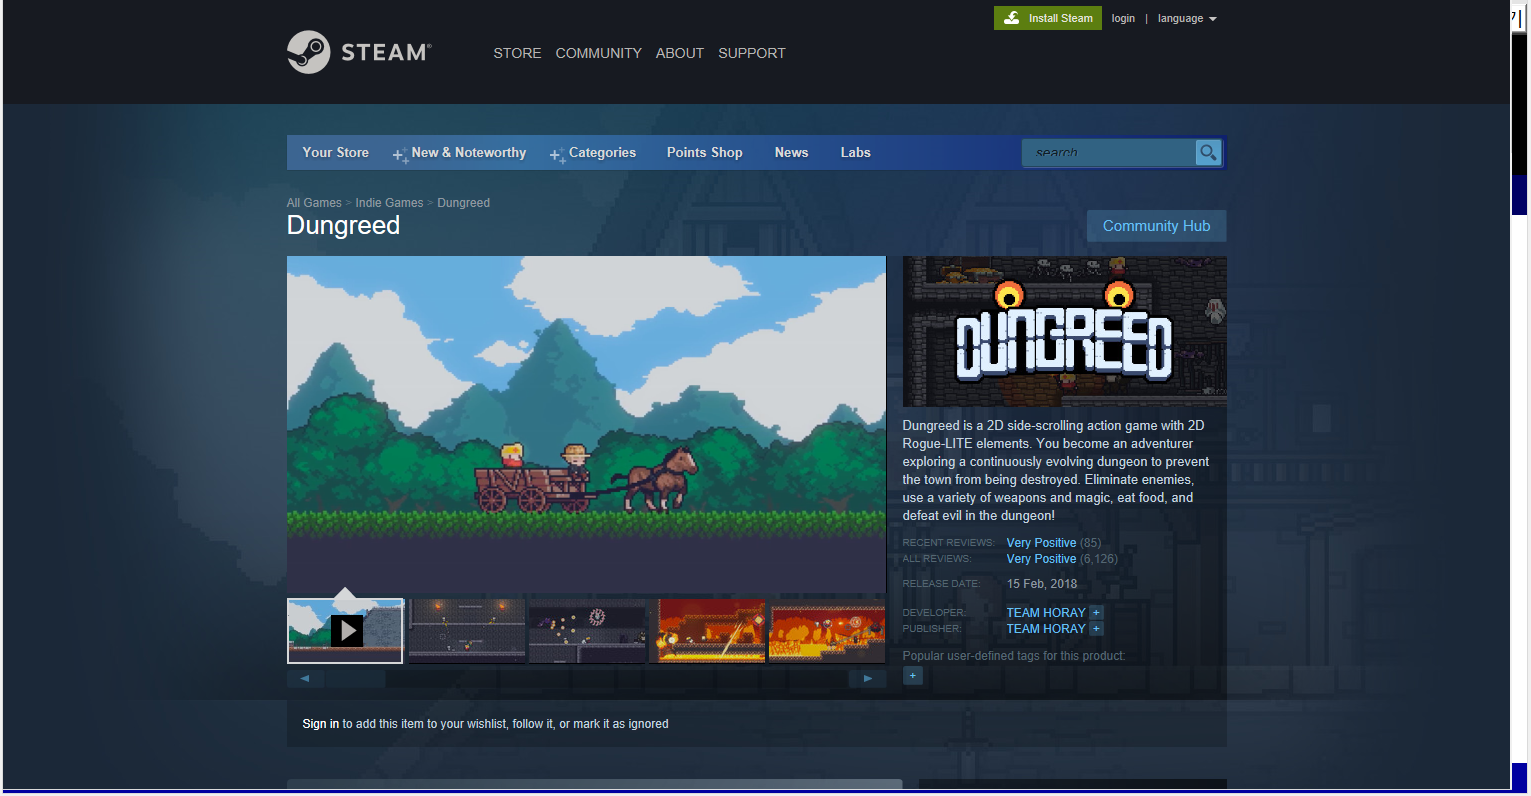 Install Steam
login | language
STEAM®
STORE COMMUNITY ABOUT SUPPORT
Your Store New & Noteworthy Categories Points Shop News Labs search
All Games > Indie Games > Dungreed
Dungreed
Community Hub
DUNGREED
Dungreed is a 2D side-scrolling action game with 2D
Rogue-LITE elements. You become an adventurer
exploring a continuously evolving dungeon to prevent
the town from being destroyed. Eliminate enemies,
use a variety of weapons and magic, eat food, and
defeat evil in the dungeon!
RECENT REVIEWS: Very Positive (85)
ALL REVIEWS: Very Positive (6,126)
RELEASE DATE: 15 Feb, 2018
DEVELOPER: TEAM HORAY +
PUBLISHER: TEAM HORAY +
Popular user-defined tags for this product:
+
Sign in to add this item to your wishlist, follow it, or mark it as ignored